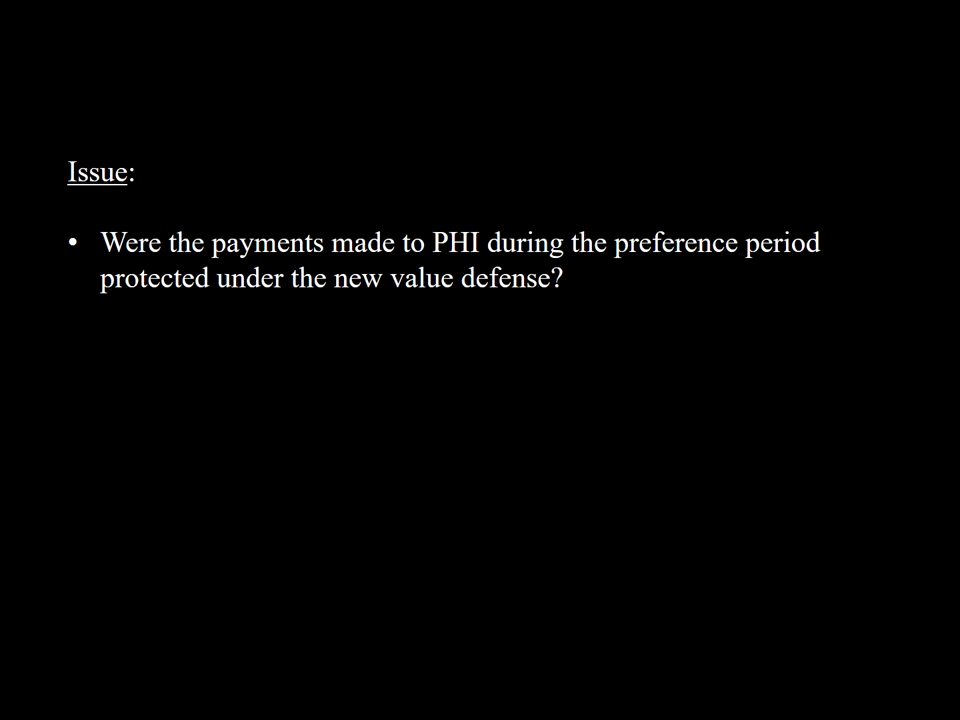 Issue:
• Were the payments made to PHI during the preference period
protected under the new value defense?